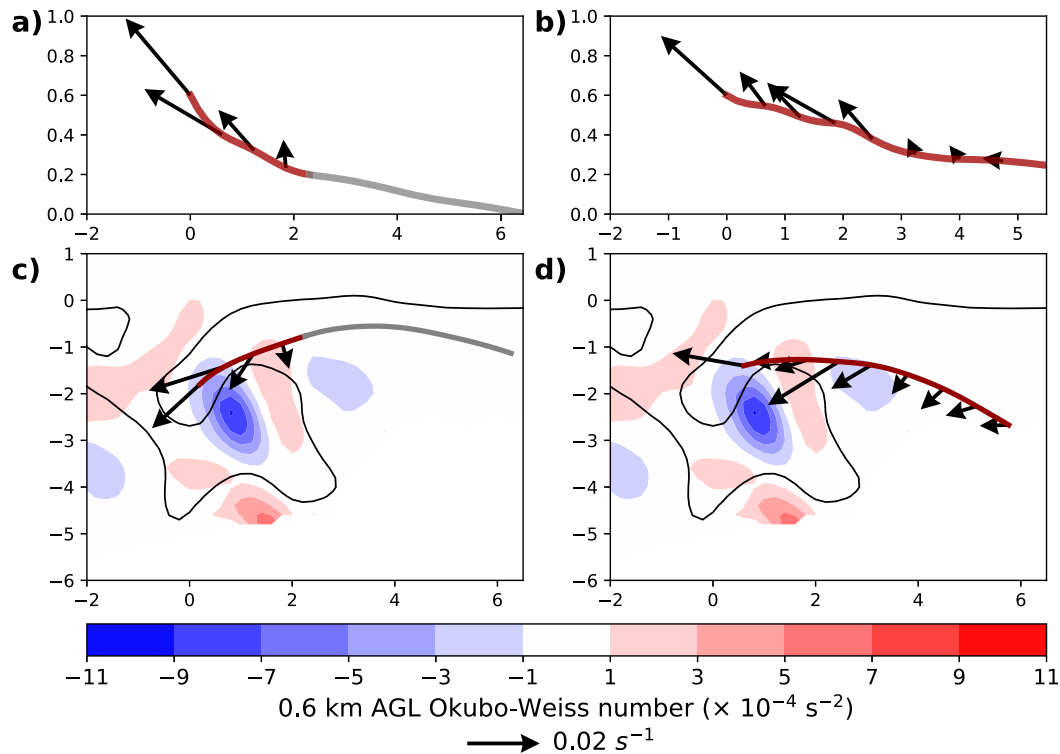 a)
1.0
0.8
0.6
0.4
0.2
0.0
−2 0 2 4 6
b)
1.0
0.8
0.6
0.4
0.2
0.0
−2 −1 0 1 2 3 4 5
c)
1
0
−1
−2
−3
−4
−5
−6
−2 0 2 4 6
d)
1
0
−1
−2
−3
−4
−5
−6
−2 0 2 4 6
−11 −9 −7 −5 −3 −1 1 3 5 7 9 11
0.6 km AGL Okubo-Weiss number (× 10⁻⁴ s⁻²)
0.02 s⁻¹